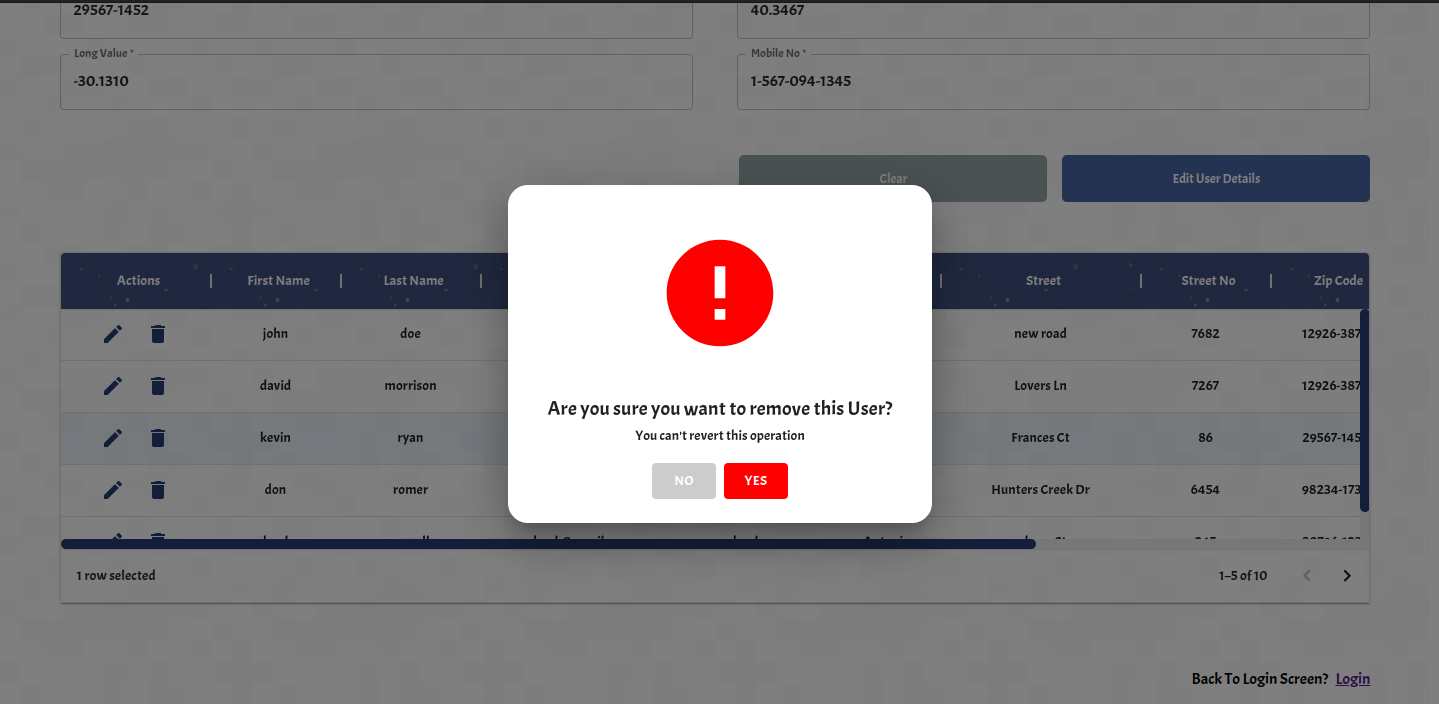 29567-1452 40.3467
Long Value * Mobile No *
-30.1310 1-567-094-1345
Clear Edit User Details
Actions First Name Last Name Street Street No Zip Code
john doe new road 7682 12926-387
david morrison Lovers Ln 7267 12926-387
kevin ryan Frances Ct 86 29567-145
don romer Hunters Creek Dr 6454 98234-173
!
Are you sure you want to remove this User?
You can't revert this operation
NO YES
1 row selected 1–5 of 10
Back To Login Screen? Login